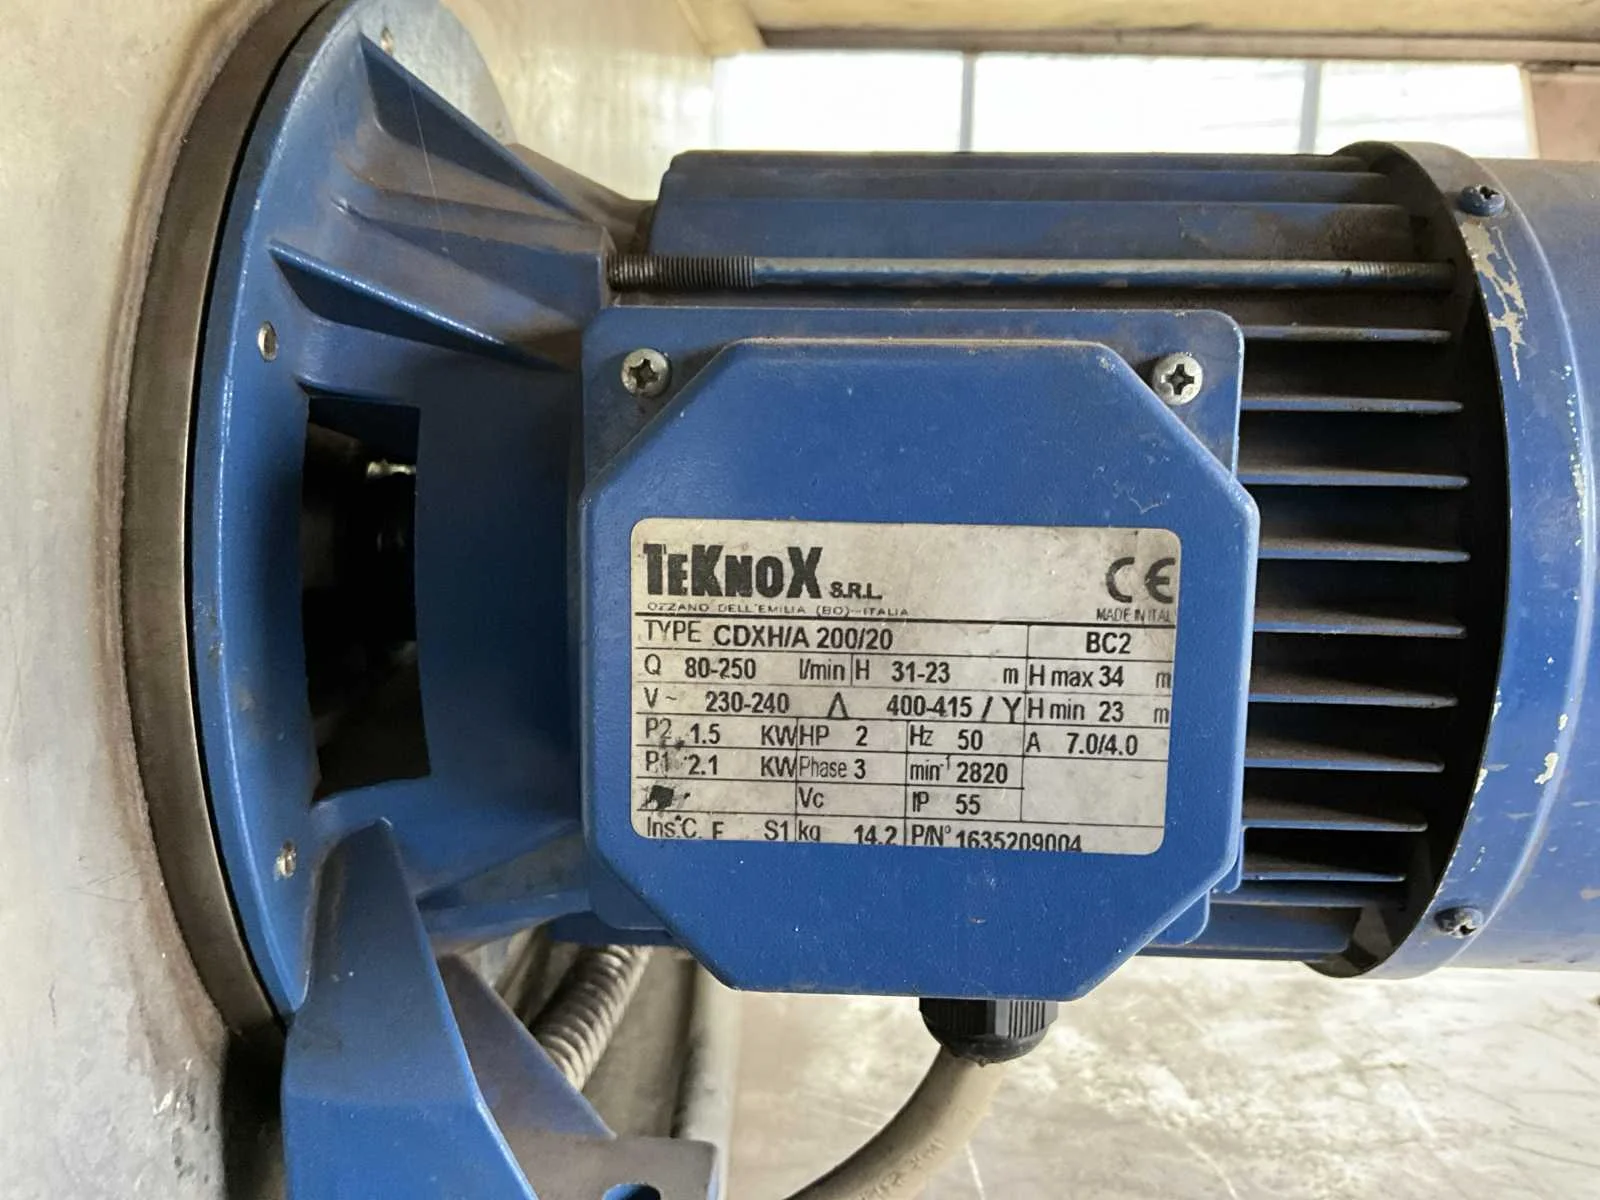 TEKNOX S.R.L.
OZZANO DELL'EMILIA (BO)-ITALIA
CE
MADE IN ITAL
TYPE CDXH/A 200/20 BC2
Q 80-250 l/min H 31-23 m H max 34 m
V~ 230-240 Δ 400-415 / Y H min 23 m
P2 1.5 KW HP 2 Hz 50 A 7.0/4.0
P1 2.1 KW Phase 3 min-1 2820
Vc IP 55
Ins.C. F S1 kg 14.2 P/N° 1635209004